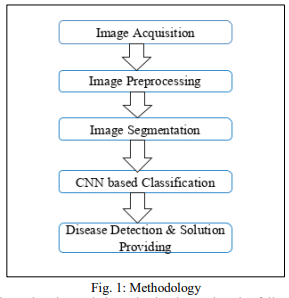 Image Acquisition
Image Preprocessing
Image Segmentation
CNN based Classification
Disease Detection & Solution
Providing
Fig. 1: Methodology